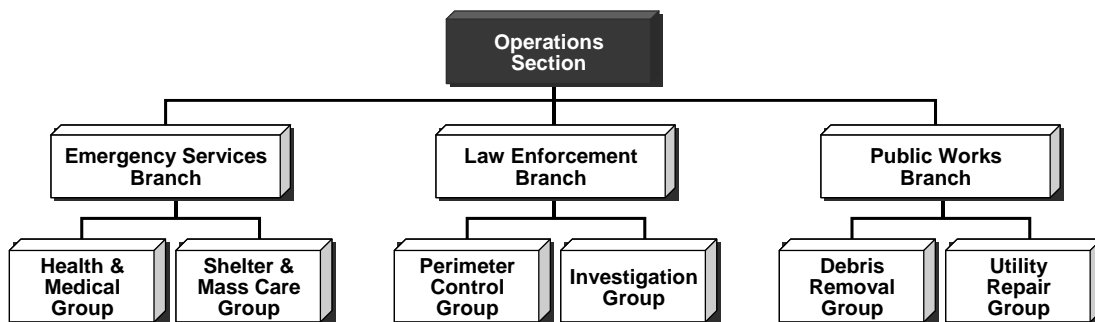 Operations
Section
Emergency Services
Branch
Law Enforcement
Branch
Public Works
Branch
Health &
Medical
Group
Shelter &
Mass Care
Group
Perimeter
Control
Group
Investigation
Group
Debris
Removal
Group
Utility
Repair
Group